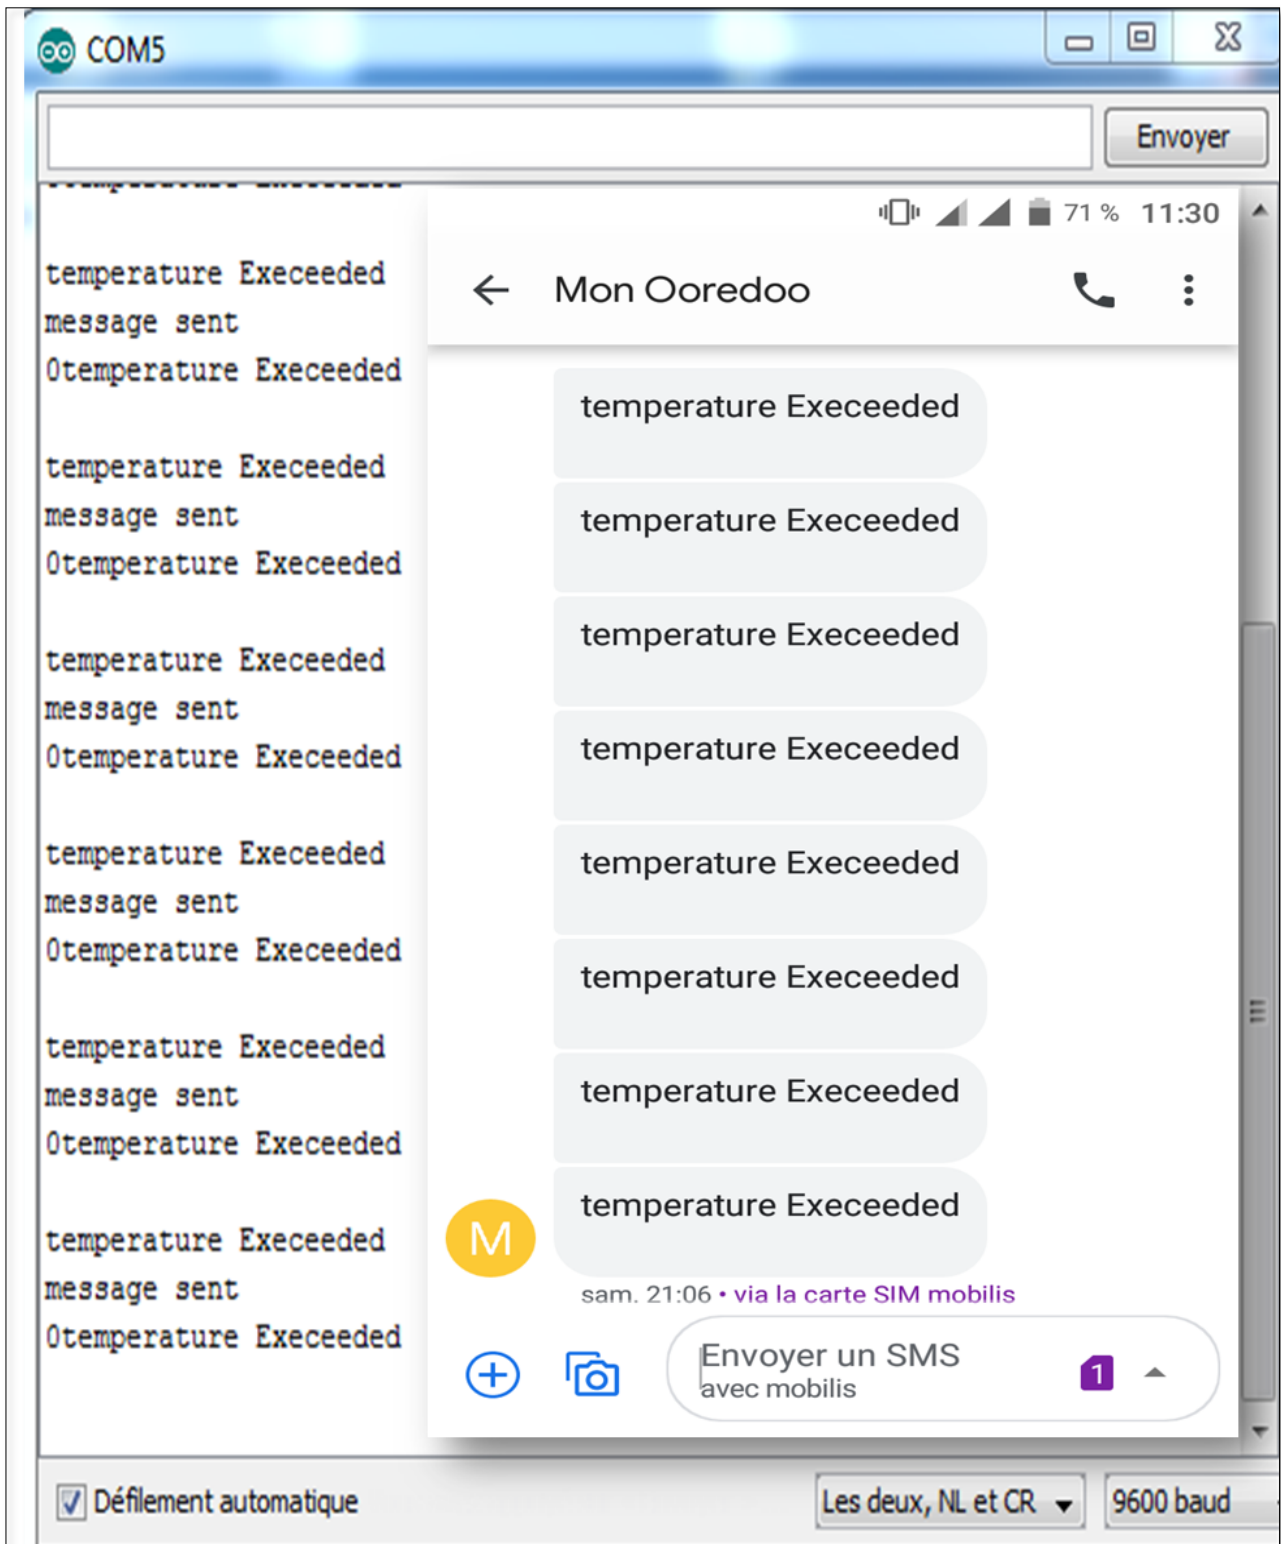 COM5
Envoyer
temperature Execeeded
message sent
0temperature Execeeded
temperature Execeeded
message sent
0temperature Execeeded
temperature Execeeded
message sent
0temperature Execeeded
temperature Execeeded
message sent
0temperature Execeeded
temperature Execeeded
message sent
0temperature Execeeded
temperature Execeeded
message sent
0temperature Execeeded
71 % 11:30
Mon Ooredoo
temperature Execeeded
temperature Execeeded
temperature Execeeded
temperature Execeeded
temperature Execeeded
temperature Execeeded
temperature Execeeded
temperature Execeeded
M
sam. 21:06 • via la carte SIM mobilis
Envoyer un SMS
avec mobilis
1
Défilement automatique
Les deux, NL et CR
9600 baud